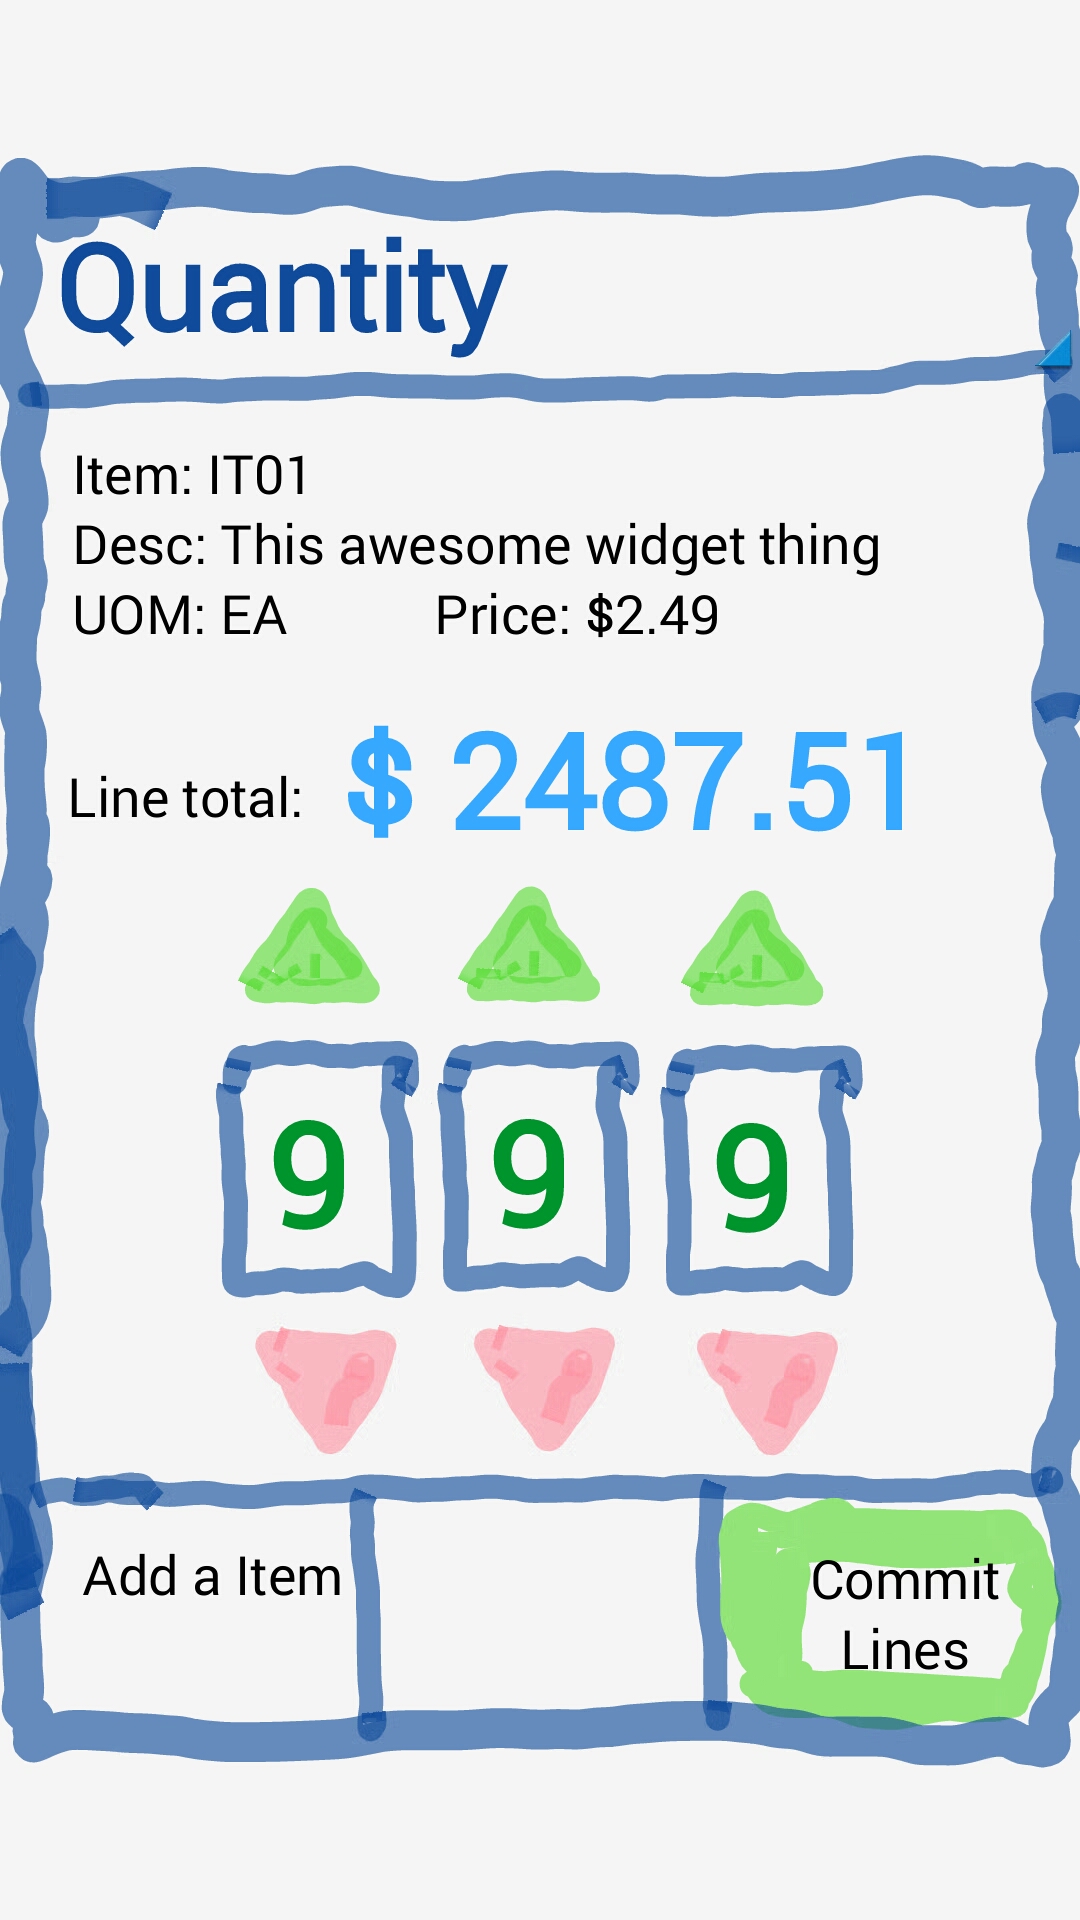 Quantity
Item: IT01
Desc: This awesome widget thing
UOM: EA Price: $2.49
Line total: $ 2487.51
9 9 9
Add a Item
Commit
Lines